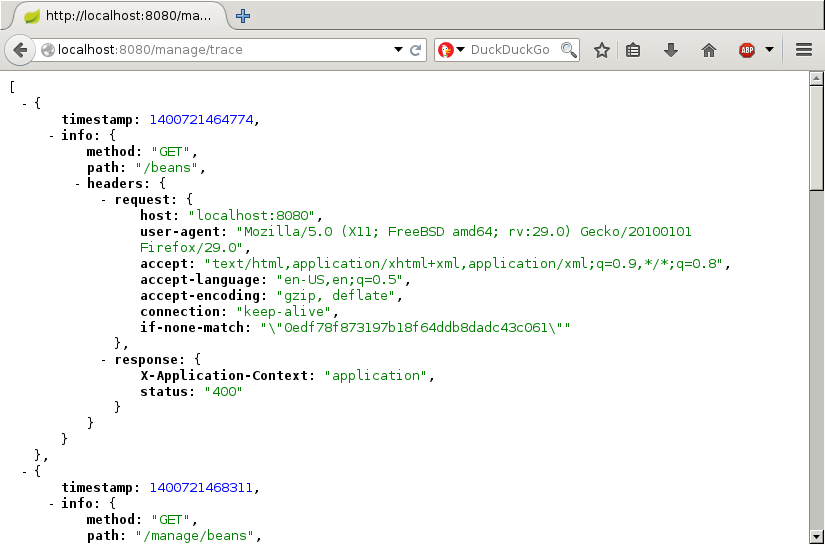 http://localhost:8080/ma...
localhost:8080/manage/trace
DuckDuckGo
ABP
[
- {
timestamp: 1400721464774,
- info: {
method: "GET",
path: "/beans",
- headers: {
- request: {
host: "localhost:8080",
user-agent: "Mozilla/5.0 (X11; FreeBSD amd64; rv:29.0) Gecko/20100101
Firefox/29.0",
accept: "text/html,application/xhtml+xml,application/xml;q=0.9,*/*;q=0.8",
accept-language: "en-US,en;q=0.5",
accept-encoding: "gzip, deflate",
connection: "keep-alive",
if-none-match: "\"0edf78f873197b18f64ddb8dadc43c061\""
},
- response: {
X-Application-Context: "application",
status: "400"
}
}
}
},
- {
timestamp: 1400721468311,
- info: {
method: "GET",
path: "/manage/beans",